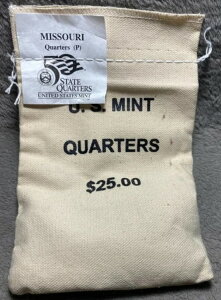 MISSOURI
Quarters (P)
50
STATE
QUARTERS
UNITED STATES MINT
U. S. MINT
QUARTERS
$25.00